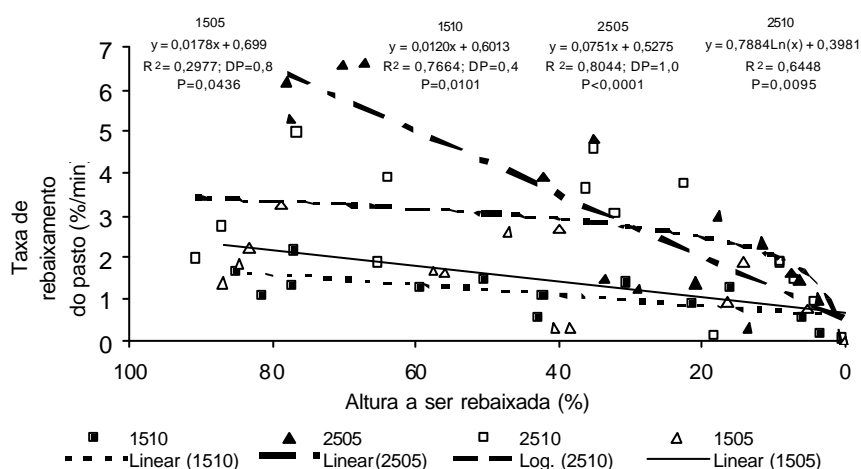 1505
y = 0,0178x + 0,699
R²= 0,2977; DP=0,8
P=0,0436
1510
y = 0,0120x + 0,6013
R²= 0,7664; DP=0,4
P=0,0101
2505
y = 0,0751x + 0,5275
R²= 0,8044; DP=1,0
P<0,0001
2510
y = 0,7884Ln(x) + 0,3981
R²= 0,6448
P=0,0095
Taxa de
rebaixamento
do pasto (%/min)
7
6
5
4
3
2
1
0
100 80 60 40 20 0
Altura a ser rebaixada (%)
1510 2505 2510 1505
Linear (1510) Linear(2505) Log. (2510) Linear (1505)